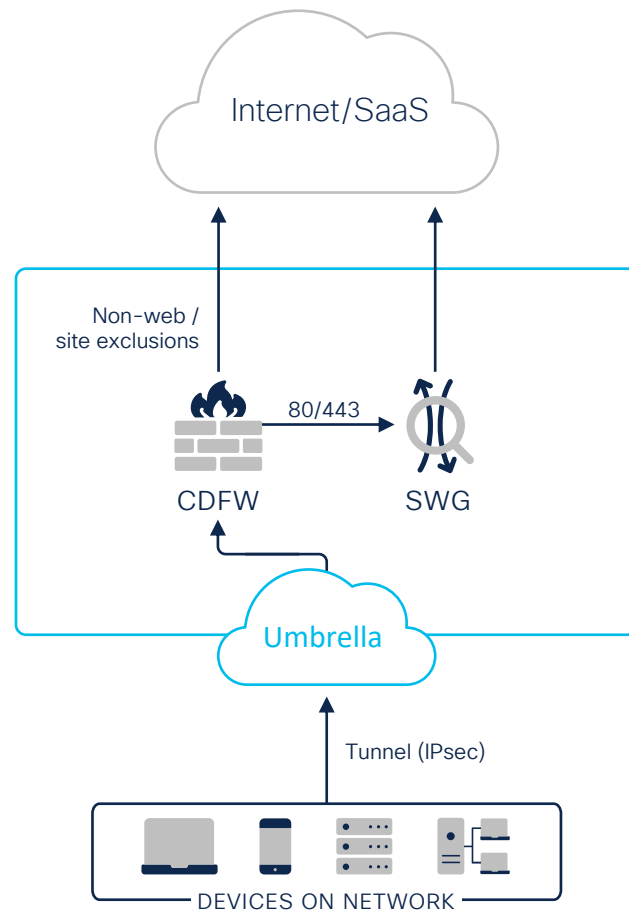 Internet/SaaS
Non-web /
site exclusions
80/443
CDFW
SWG
Umbrella
Tunnel (IPsec)
DEVICES ON NETWORK